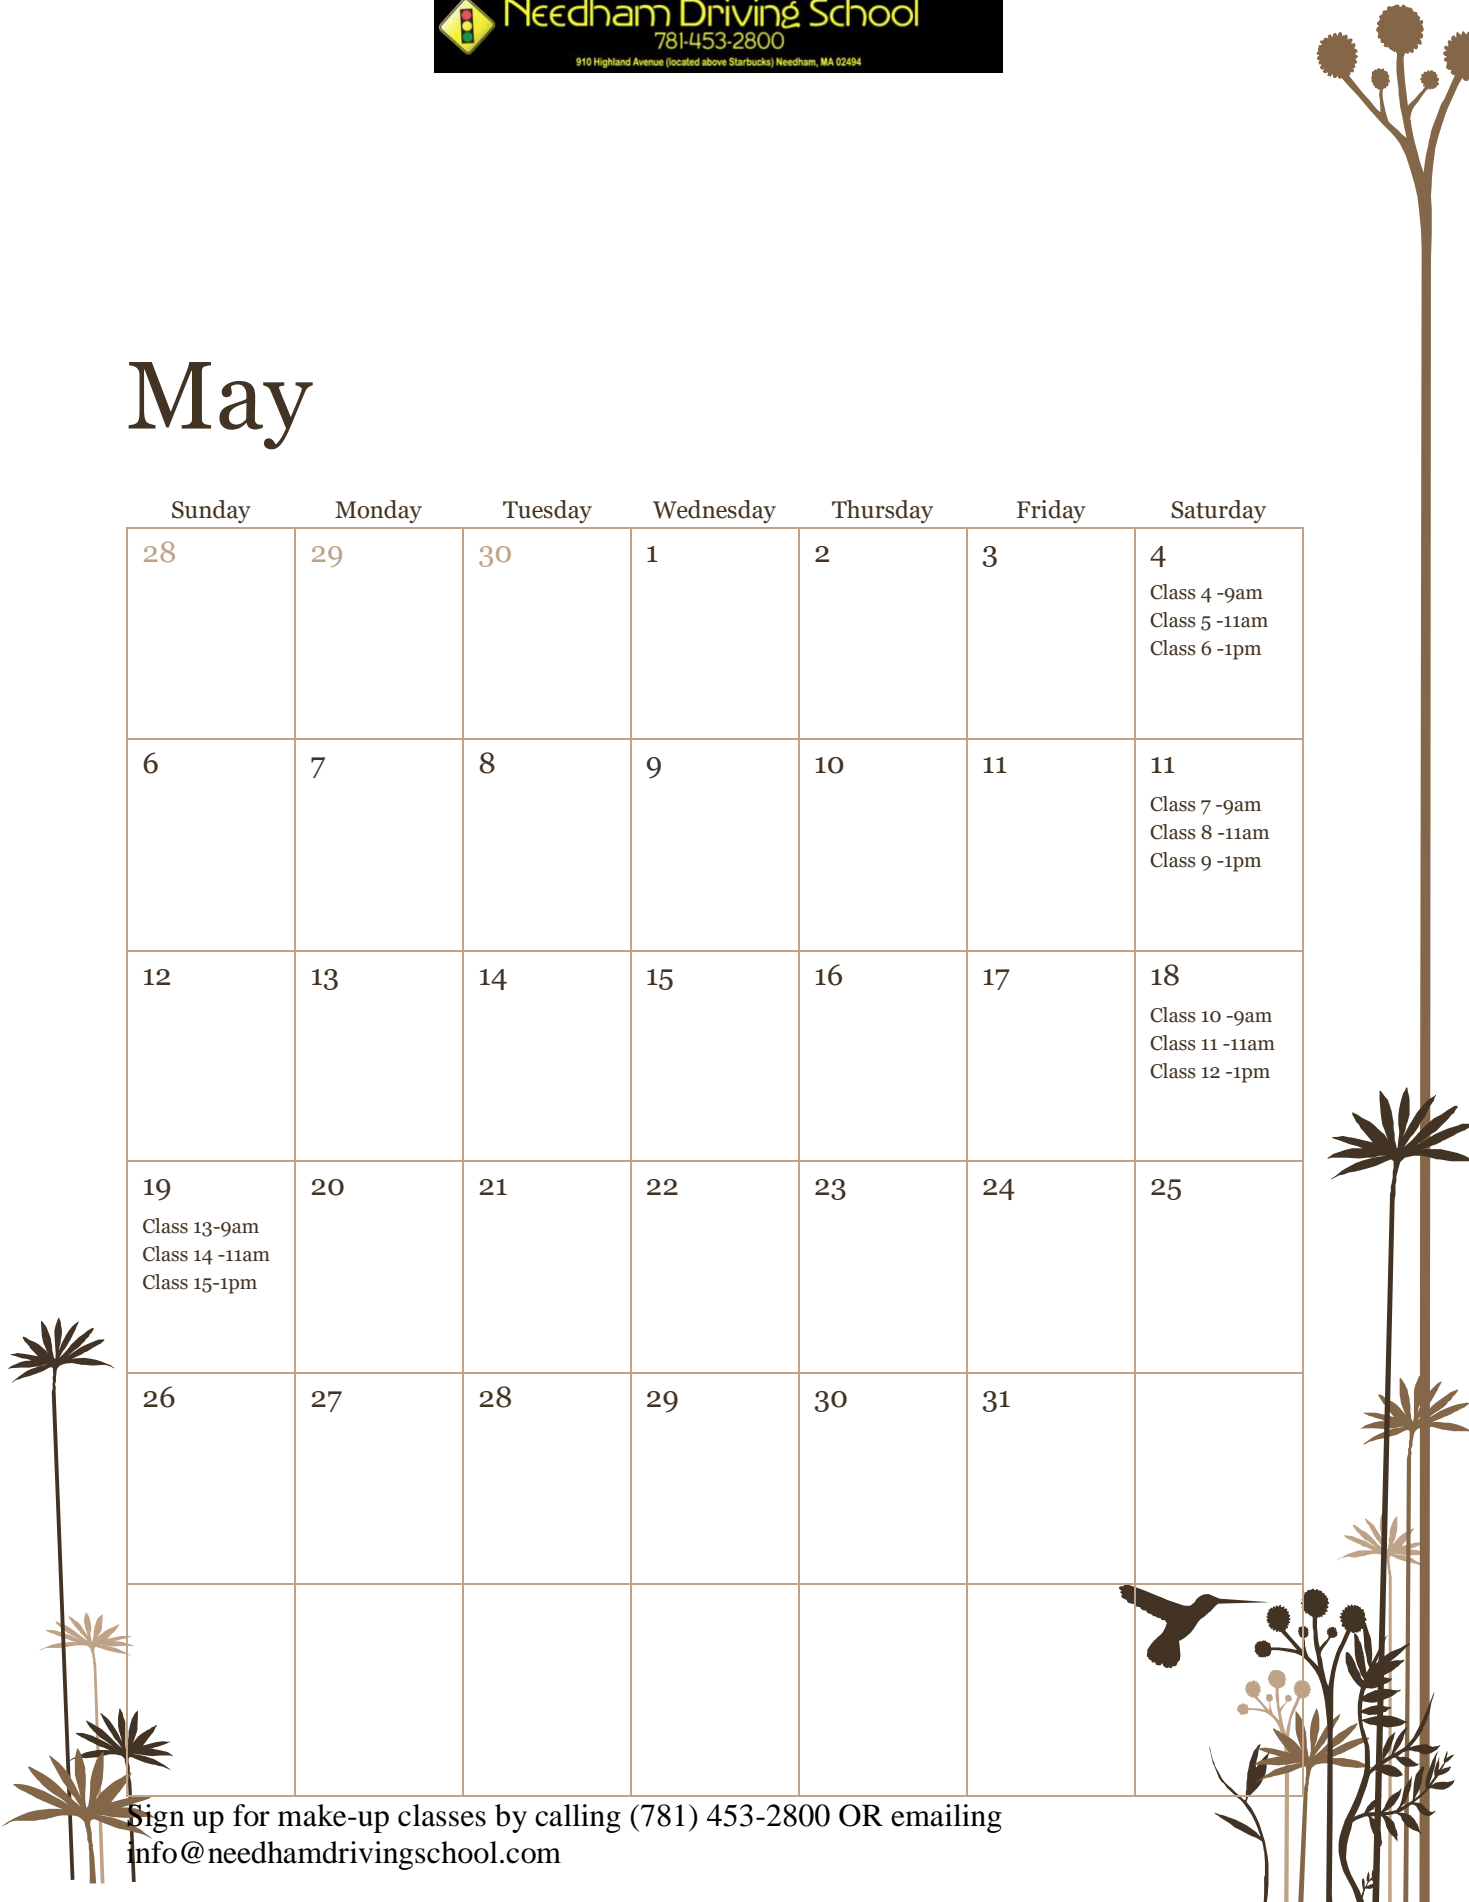 Needham Driving School
781-453-2800
910 Highland Avenue (located above Starbucks) Needham, MA 02494
May
Sunday Monday Tuesday Wednesday Thursday Friday Saturday
28 29 30 1 2 3 4
Class 4 -9am
Class 5 -11am
Class 6 -1pm
6 7 8 9 10 11 11
Class 7 -9am
Class 8 -11am
Class 9 -1pm
12 13 14 15 16 17 18
Class 10 -9am
Class 11 -11am
Class 12 -1pm
19 20 21 22 23 24 25
Class 13-9am
Class 14 -11am
Class 15-1pm
26 27 28 29 30 31
Sign up for make-up classes by calling (781) 453-2800 OR emailing
info@needhamdrivingschool.com